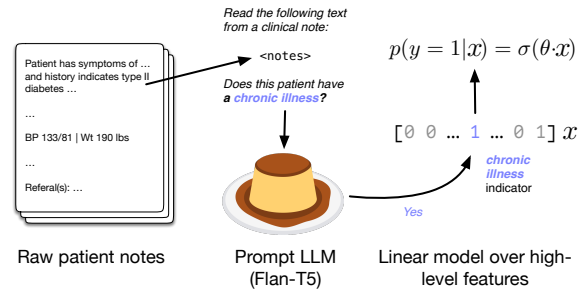 Patient has symptoms of …
and history indicates type II
diabetes …
…
BP 133/81 | Wt 190 lbs
…
Referal(s): …
Raw patient notes
Read the following text
from a clinical note:
<notes>
Does this patient have
a chronic illness?
Prompt LLM
(Flan-T5)
Yes
p(y = 1|x) = σ(θ·x)
[0 0 … 1 … 0 1] x
chronic
illness
indicator
Linear model over high-
level features